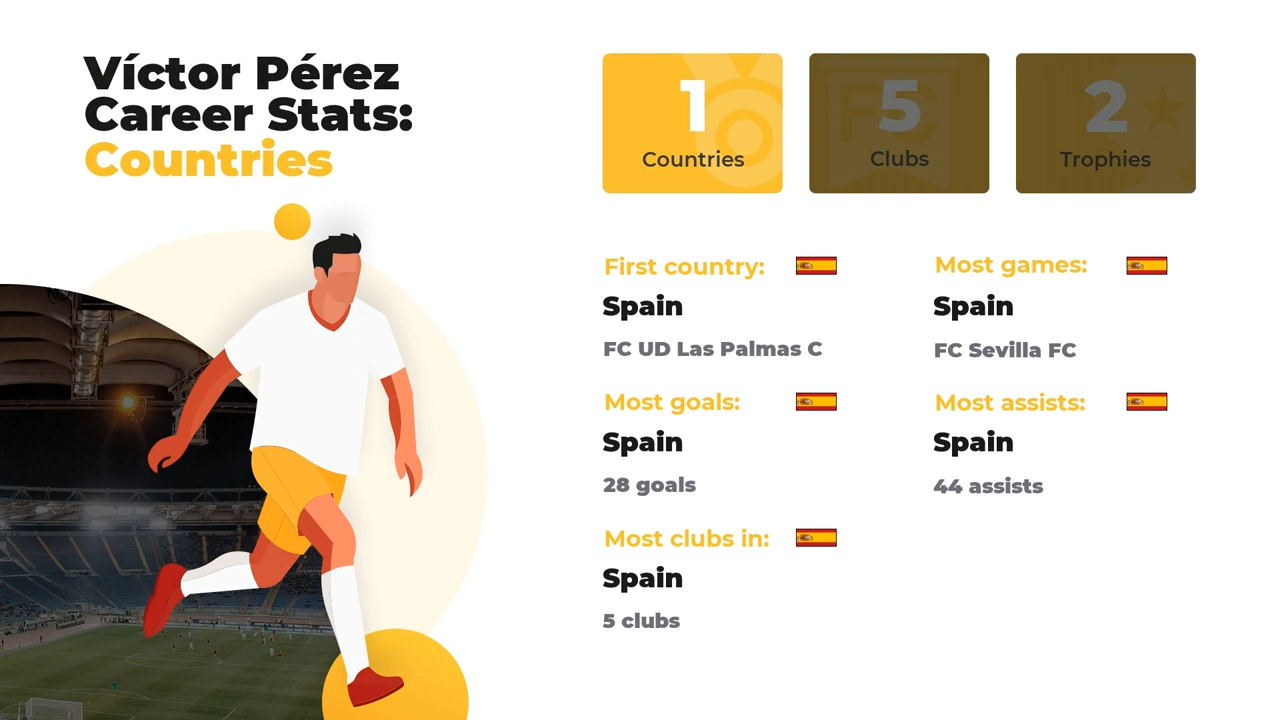 Víctor Pérez
Career Stats:
Countries
1
Countries
5
Clubs
2
Trophies
First country:
Spain
FC UD Las Palmas C
Most games:
Spain
FC Sevilla FC
Most goals:
Spain
28 goals
Most assists:
Spain
44 assists
Most clubs in:
Spain
5 clubs
FC